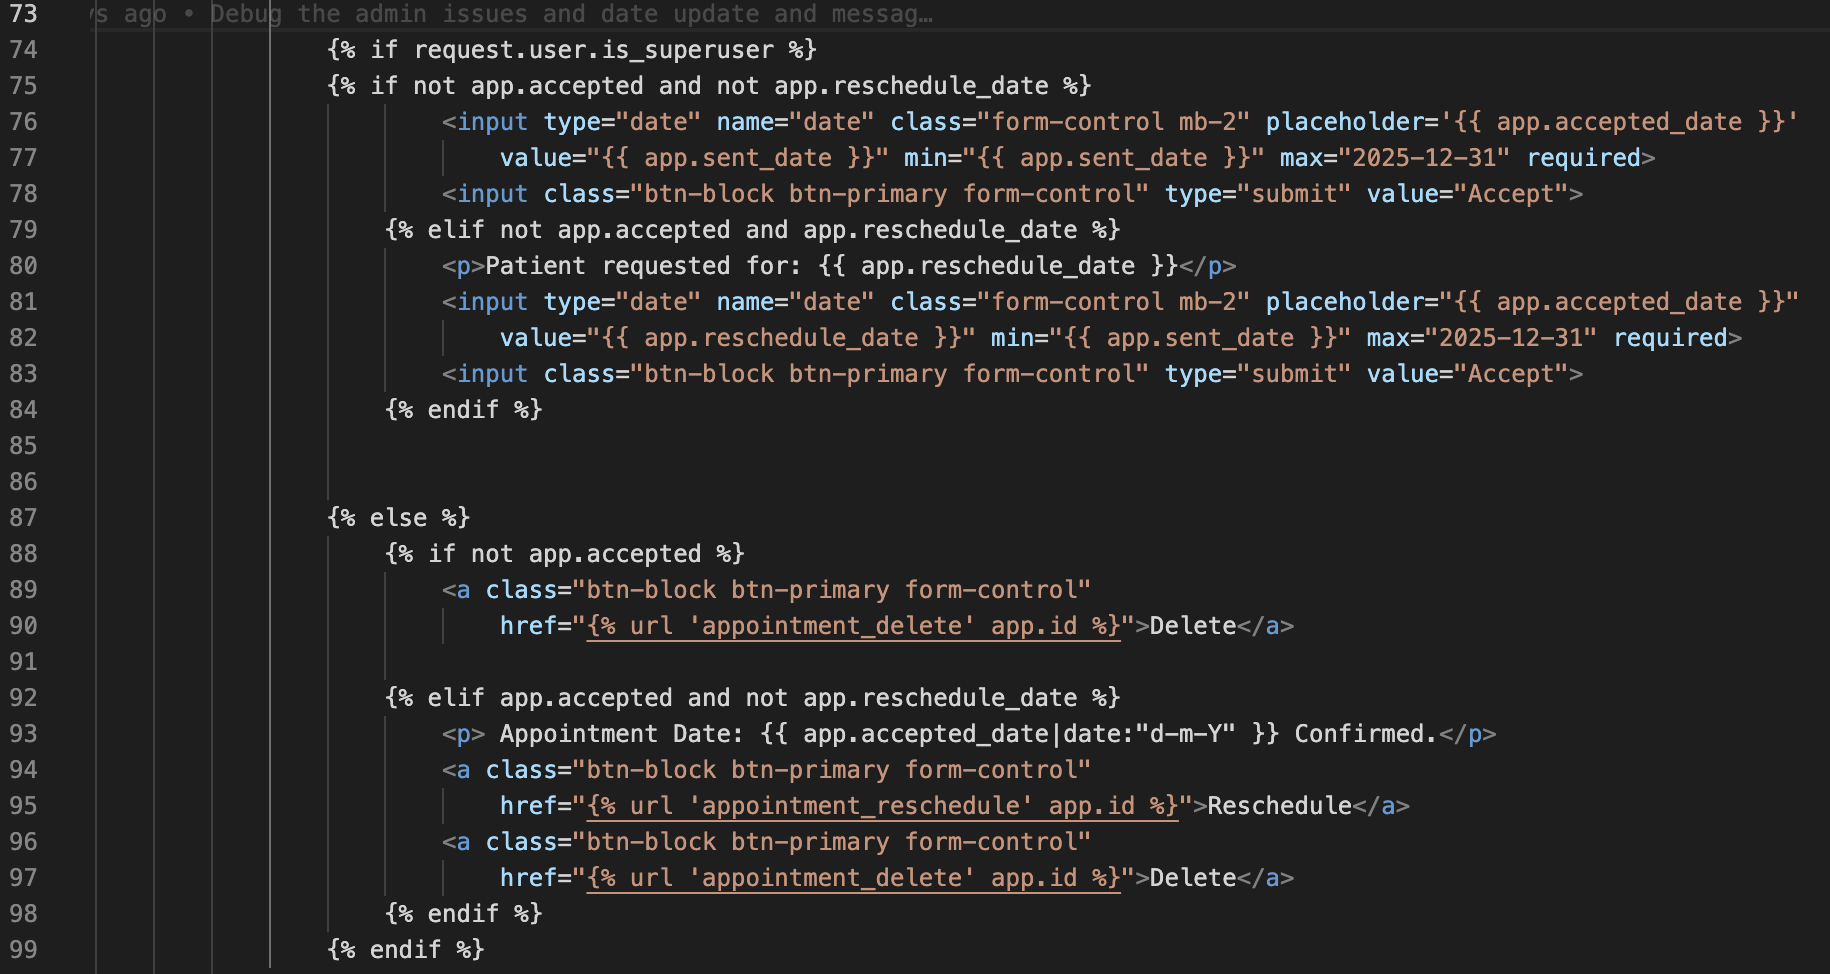 73 s ago • Debug the admin issues and date update and messag…
74 {% if request.user.is_superuser %}
75 {% if not app.accepted and not app.reschedule_date %}
76 <input type="date" name="date" class="form-control mb-2" placeholder='{{ app.accepted_date }}'
77 value="{{ app.sent_date }}" min="{{ app.sent_date }}" max="2025-12-31" required>
78 <input class="btn-block btn-primary form-control" type="submit" value="Accept">
79 {% elif not app.accepted and app.reschedule_date %}
80 <p>Patient requested for: {{ app.reschedule_date }}</p>
81 <input type="date" name="date" class="form-control mb-2" placeholder="{{ app.accepted_date }}"
82 value="{{ app.reschedule_date }}" min="{{ app.sent_date }}" max="2025-12-31" required>
83 <input class="btn-block btn-primary form-control" type="submit" value="Accept">
84 {% endif %}
85
86
87 {% else %}
88 {% if not app.accepted %}
89 <a class="btn-block btn-primary form-control"
90 href="{% url 'appointment_delete' app.id %}">Delete</a>
91
92 {% elif app.accepted and not app.reschedule_date %}
93 <p> Appointment Date: {{ app.accepted_date|date:"d-m-Y" }} Confirmed.</p>
94 <a class="btn-block btn-primary form-control"
95 href="{% url 'appointment_reschedule' app.id %}">Reschedule</a>
96 <a class="btn-block btn-primary form-control"
97 href="{% url 'appointment_delete' app.id %}">Delete</a>
98 {% endif %}
99 {% endif %}